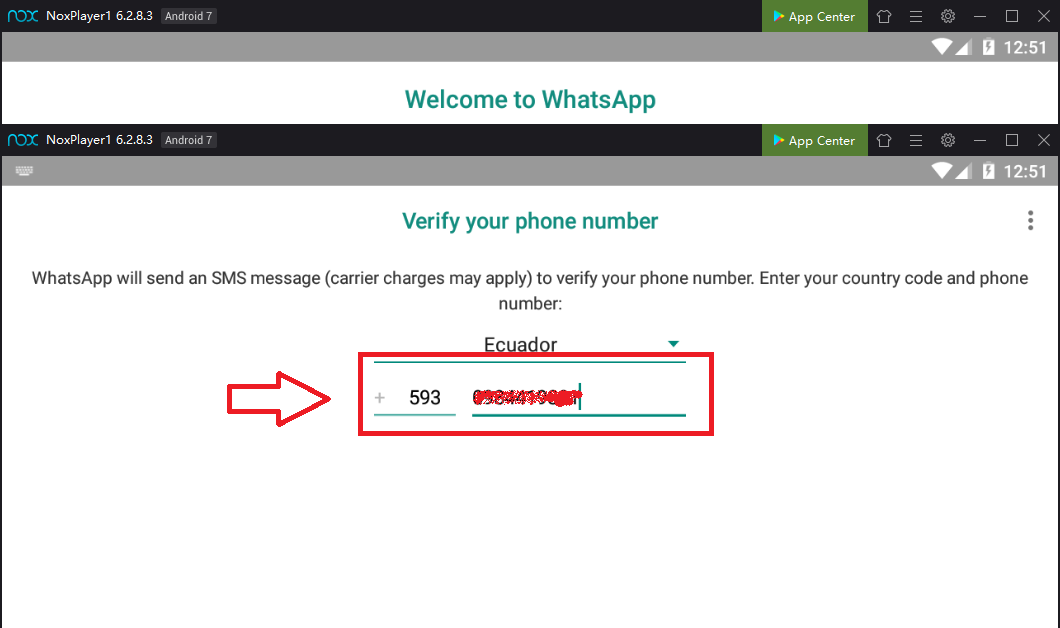 nox NoxPlayer1 6.2.8.3 Android 7 App Center
12:51
Welcome to WhatsApp
nox NoxPlayer1 6.2.8.3 Android 7 App Center
12:51
Verify your phone number
WhatsApp will send an SMS message (carrier charges may apply) to verify your phone number. Enter your country code and phone
number:
Ecuador
+ 593